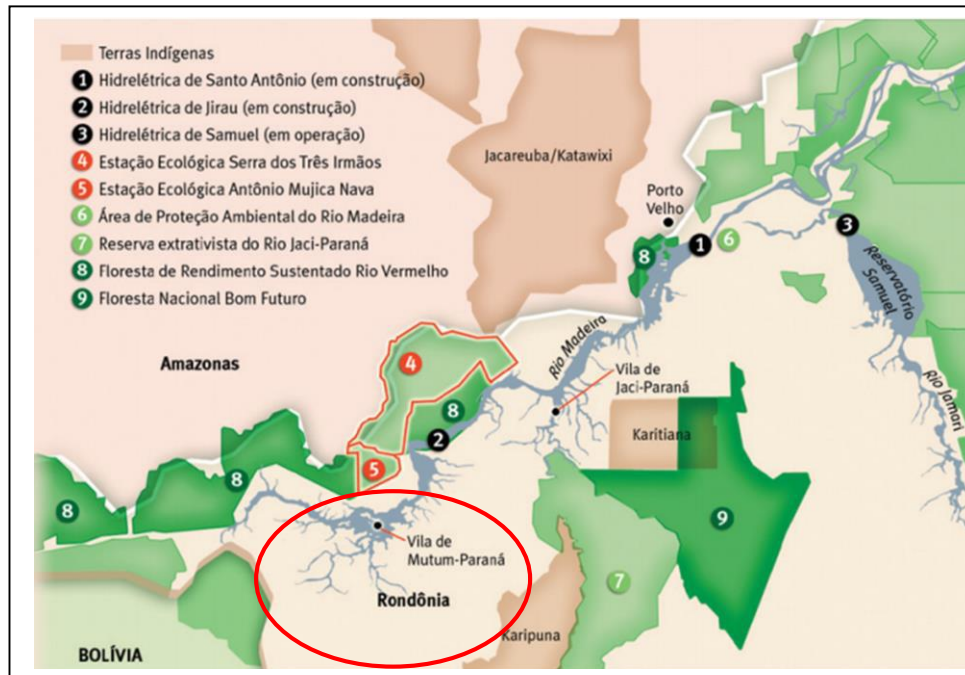 Terras Indígenas
1 Hidrelétrica de Santo Antônio (em construção)
2 Hidrelétrica de Jirau (em construção)
3 Hidrelétrica de Samuel (em operação)
4 Estação Ecológica Serra dos Três Irmãos
5 Estação Ecológica Antônio Mujica Nava
6 Área de Proteção Ambiental do Rio Madeira
7 Reserva extrativista do Rio Jaci-Paraná
8 Floresta de Rendimento Sustentado Rio Vermelho
9 Floresta Nacional Bom Futuro
Jacareuba/Katawixi
Porto
Velho
8
1
6
3
Reservatório
Samuel
Rio Jamari
Rio Madeira
Amazonas
4
8
2
5
Vila de
Jaci-Paraná
Karitiana
8
8
9
Vila de
Mutum-Paraná
Rondônia
7
Karipuna
BOLÍVIA